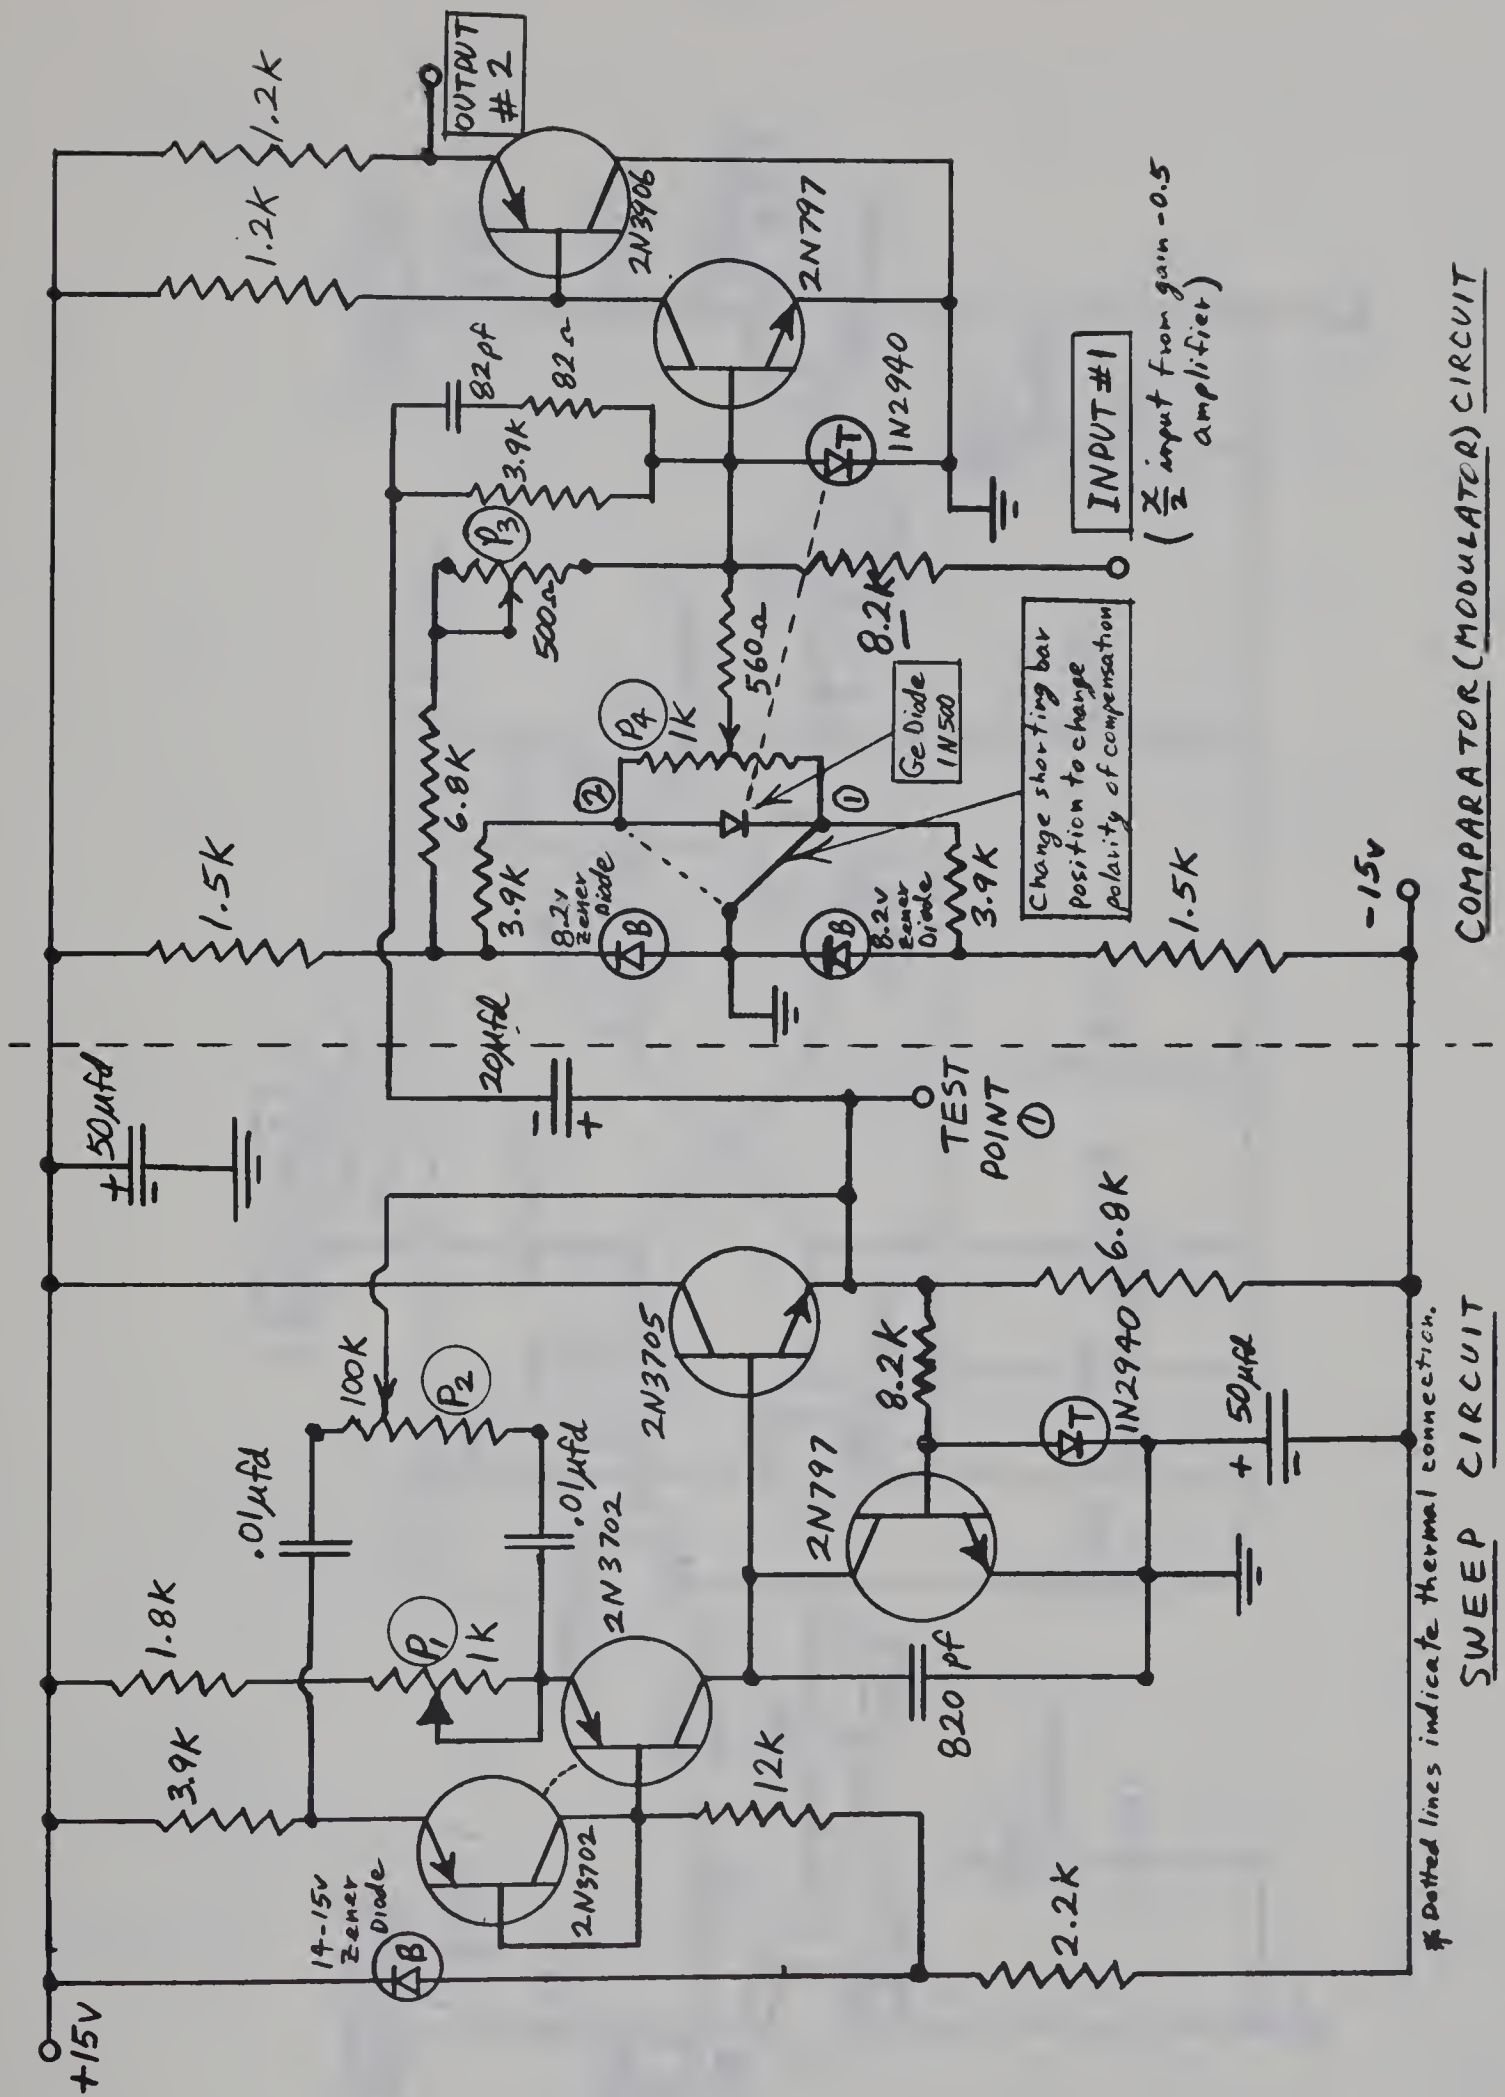 +15v
14-15v
Zener
Diode
B
3.9K
1.8K
.01µfd
100K
P2
P1
1K
.01µfd
2N3702
2N3702
12K
2.2K
820 pf
2N797
2N3705
8.2K
6.8K
T
1N2940
+ 50µfd
-
+ 50µfd
-
20µfd
-
+
TEST
POINT
①
* Dotted lines indicate thermal connection.
SWEEP CIRCUIT
1.5K
6.8K
3.9K
8.2v
Zener
Diode
B
8.2v
Zener
Diode
B
3.9K
1.5K
-15v
P3
500Ω
3.9K
82pf
82Ω
②
P4
1K
①
560Ω
8.2K
Ge Diode
1N500
Change shorting bar
position to change
polarity of compensation
T
1N2940
2N797
2N3906
1.2K
1.2K
OUTPUT
# 2
INPUT #1
(x/2 input from gain -0.5
amplifier)
COMPARATOR (MODULATOR) CIRCUIT